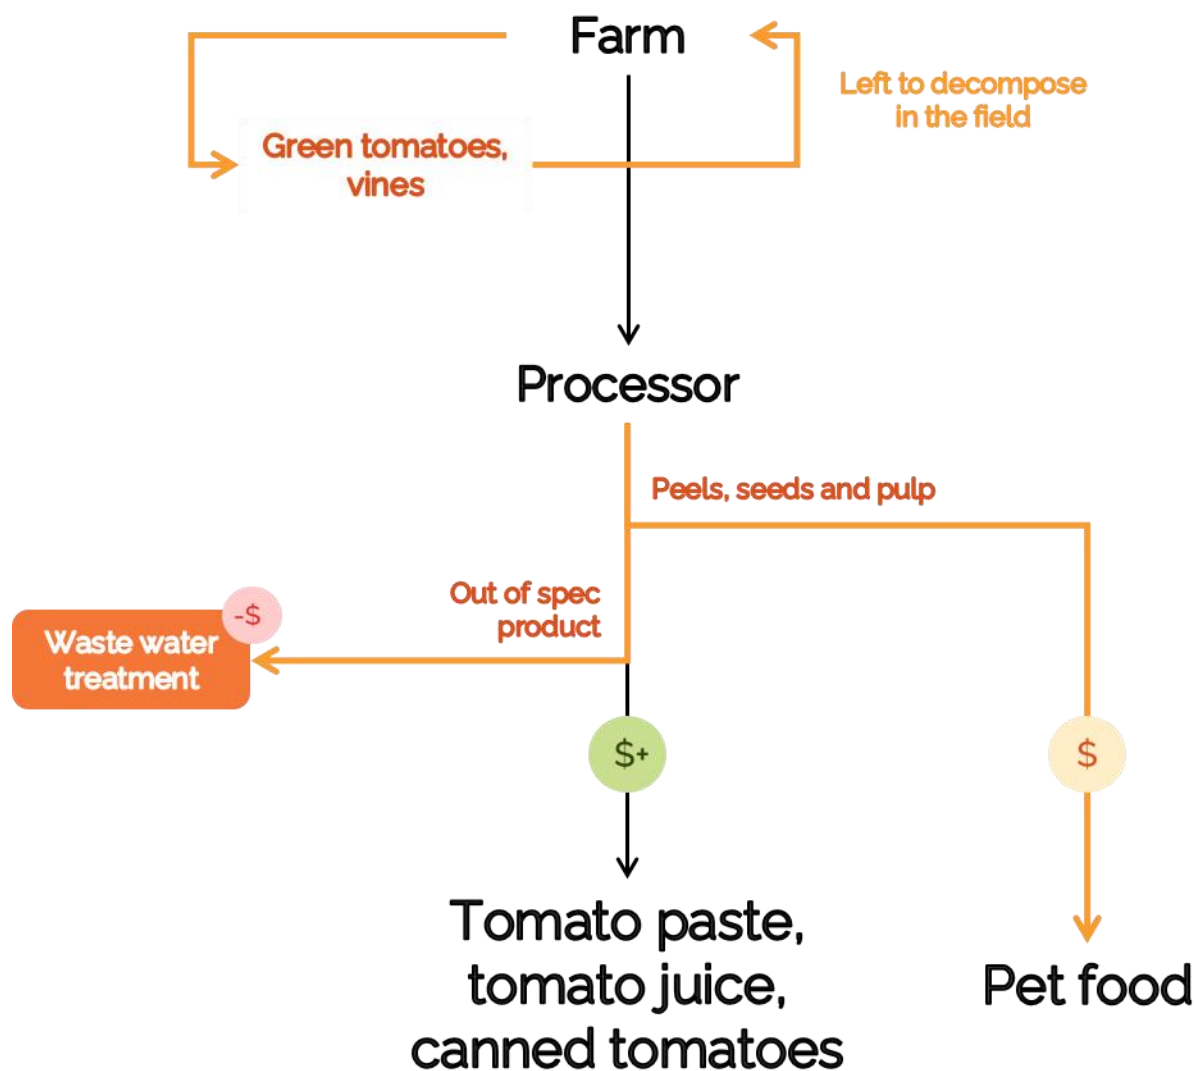 Farm
Left to decompose
in the field
Green tomatoes,
vines
Processor
Peels, seeds and pulp
Out of spec
product
-$
Waste water
treatment
$+
$
Tomato paste,
tomato juice,
canned tomatoes
Pet food